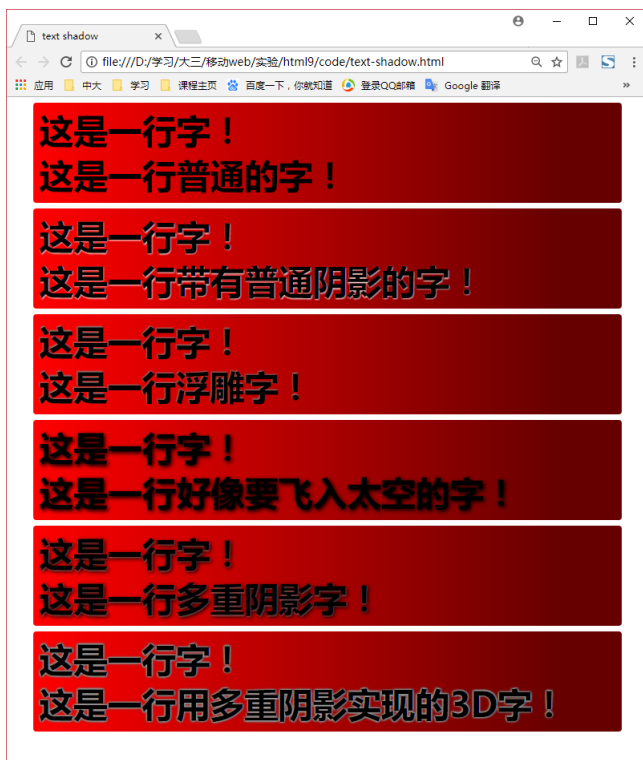 text shadow
file:///D:/学习/大三/移动web/实验/html9/code/text-shadow.html
应用 中大 学习 课程主页 百度一下，你就知道 登录QQ邮箱 Google 翻译
这是一行字！
这是一行普通的字！
这是一行字！
这是一行带有普通阴影的字！
这是一行字！
这是一行浮雕字！
这是一行字！
这是一行好像要飞入太空的字！
这是一行字！
这是一行多重阴影字！
这是一行字！
这是一行用多重阴影实现的3D字！